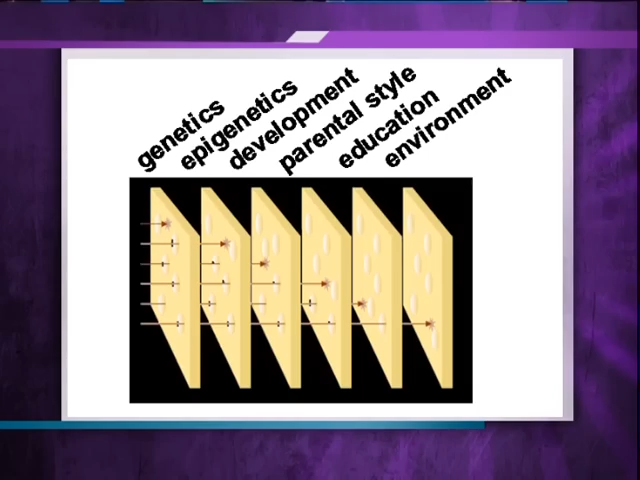 genetics
epigenetics
development
parental style
education
environment